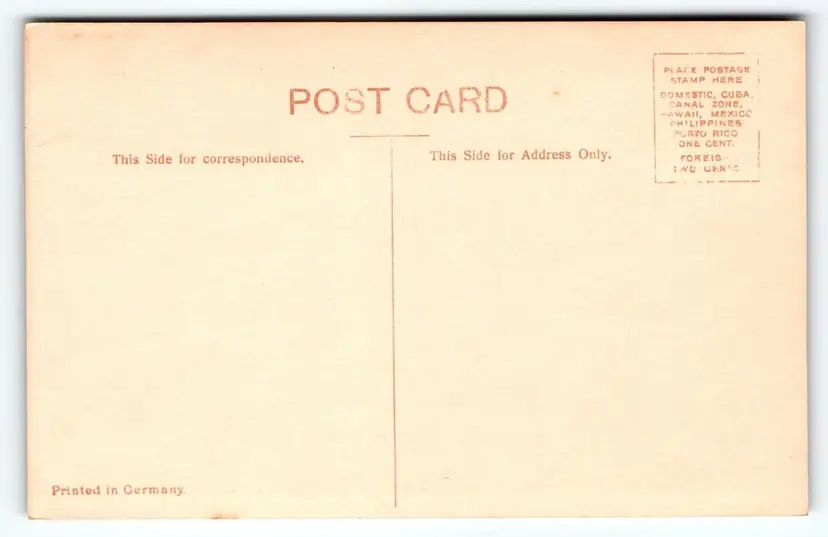 POST CARD
This Side for correspondence.
This Side for Address Only.
PLACE POSTAGE
STAMP HERE
DOMESTIC, CUBA,
CANAL ZONE,
HAWAII, MEXICO
PHILIPPINES
PORTO RICO
ONE CENT.
FOREIGN
TWO CENTS
Printed in Germany.